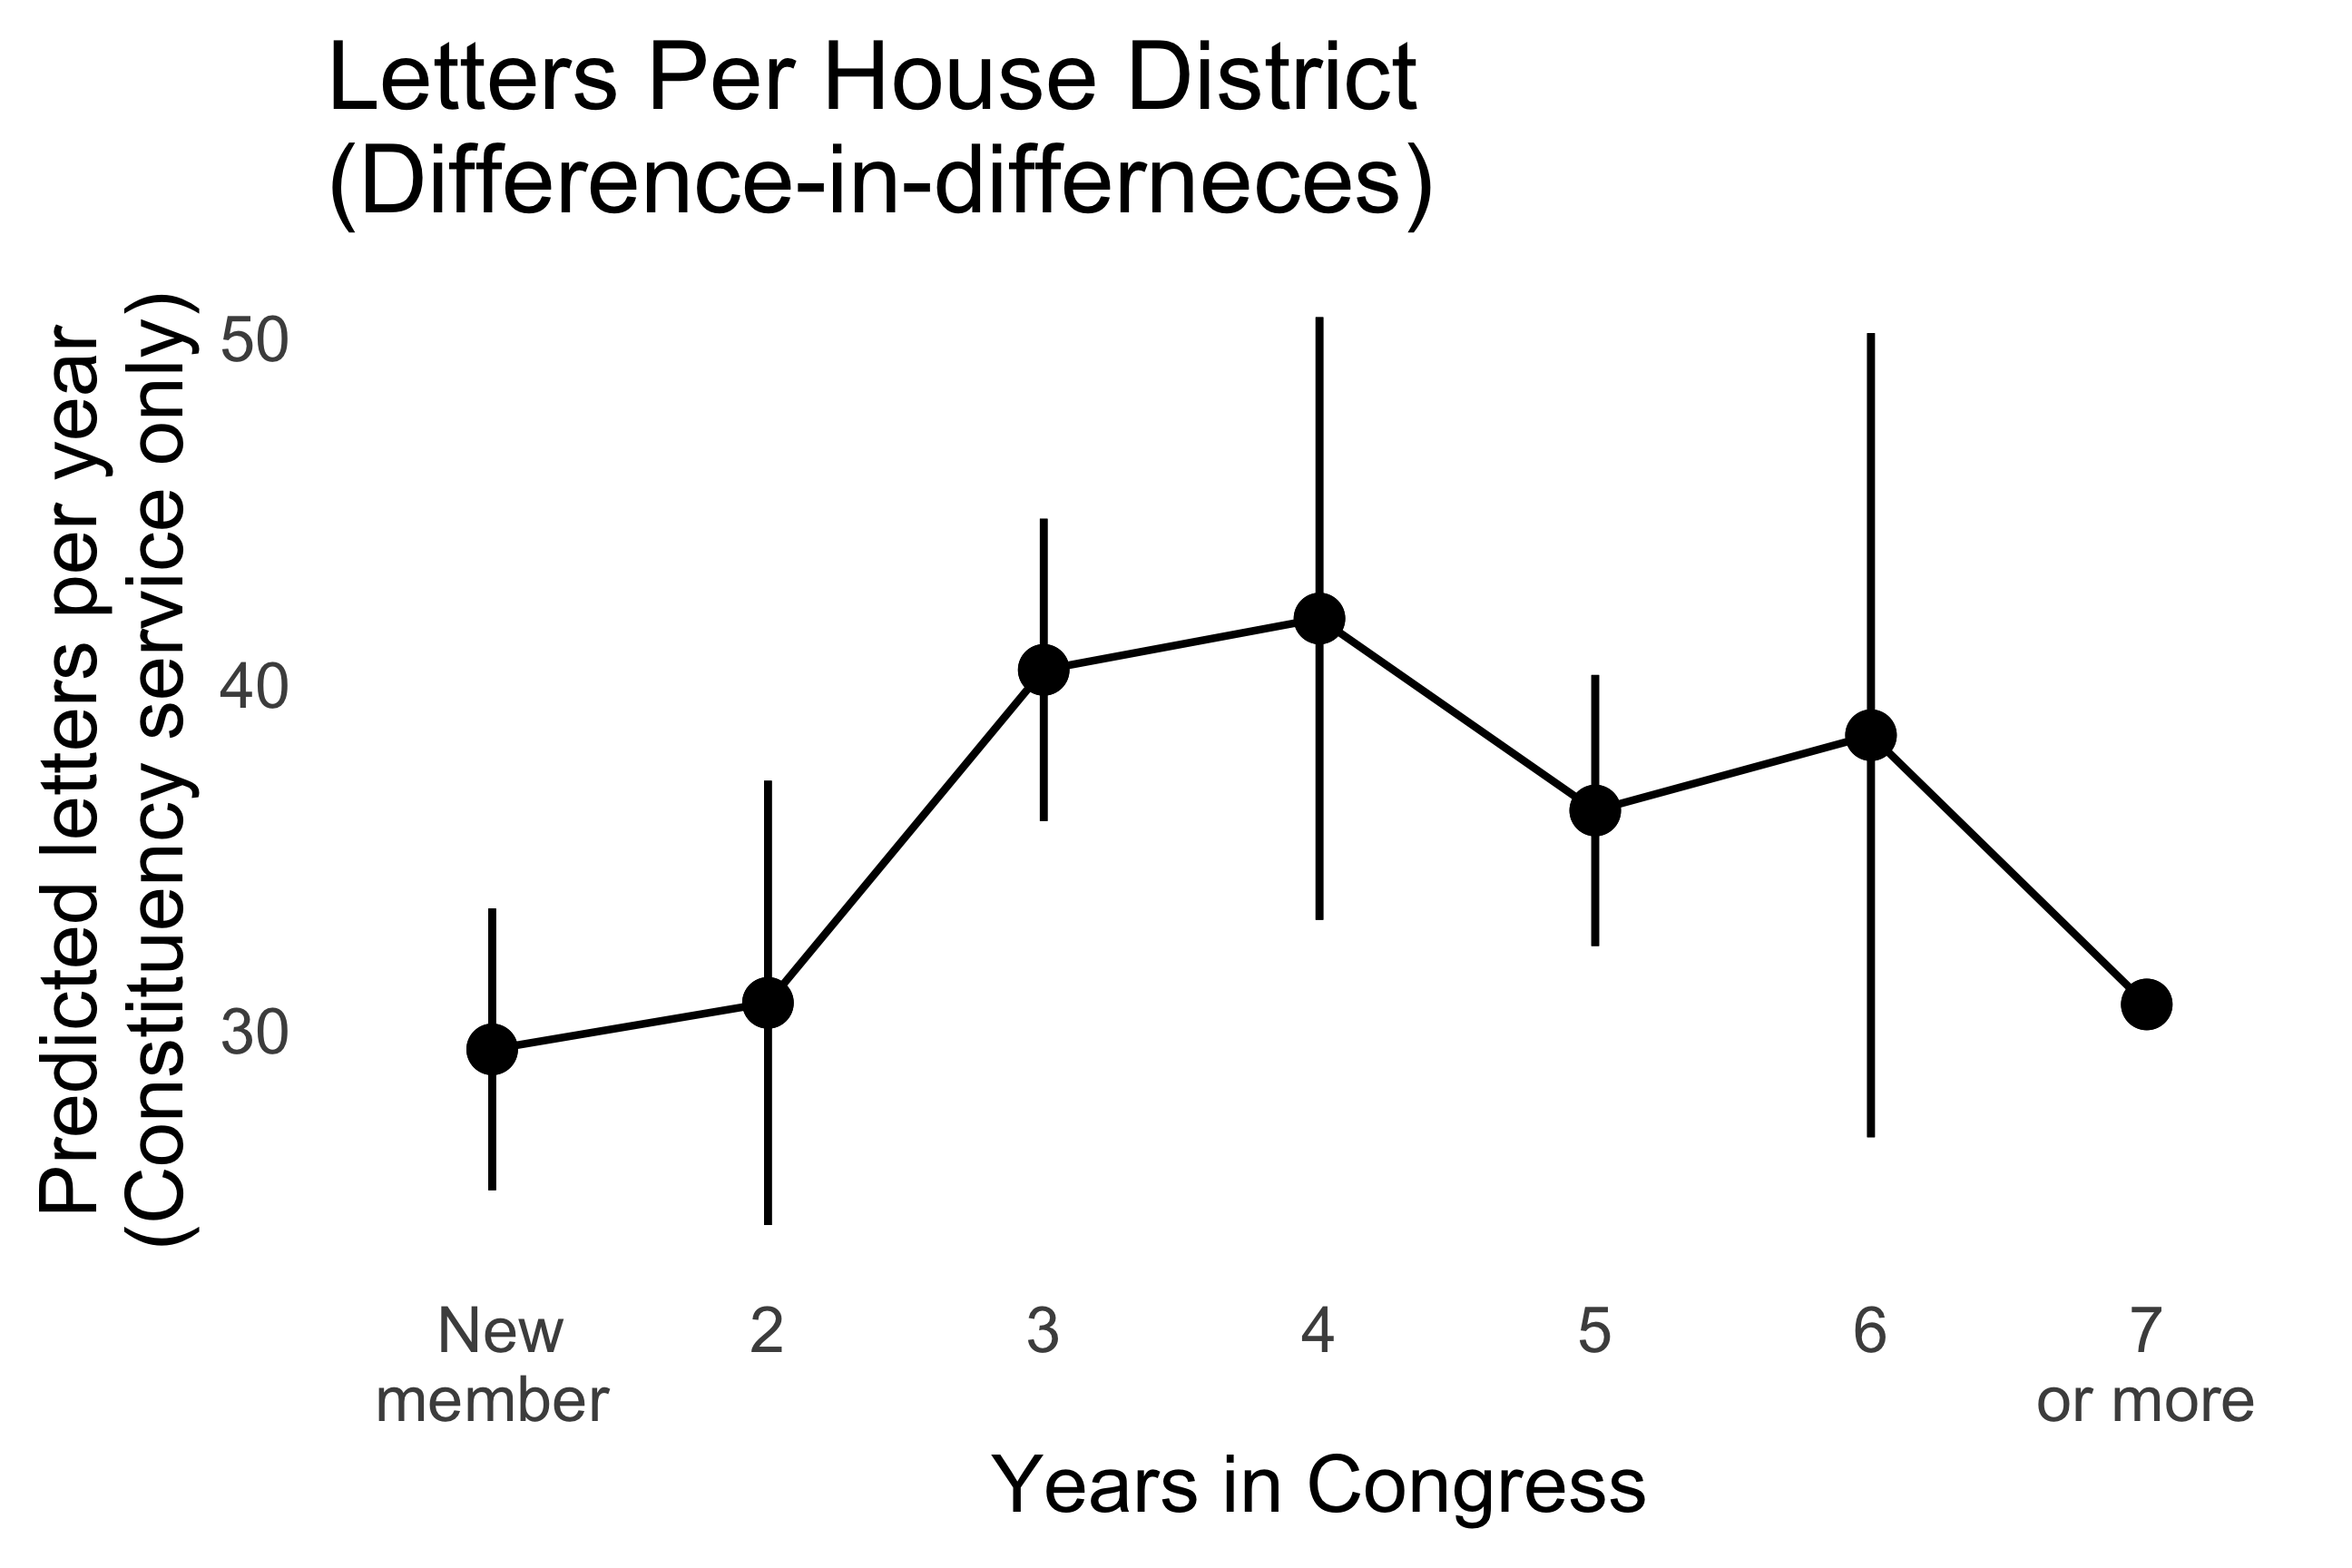 Letters Per House District
(Difference-in-differneces)
Predicted letters per year
(Constituency service only)
50
40
30
New
member
2
3
4
5
6
7
or more
Years in Congress